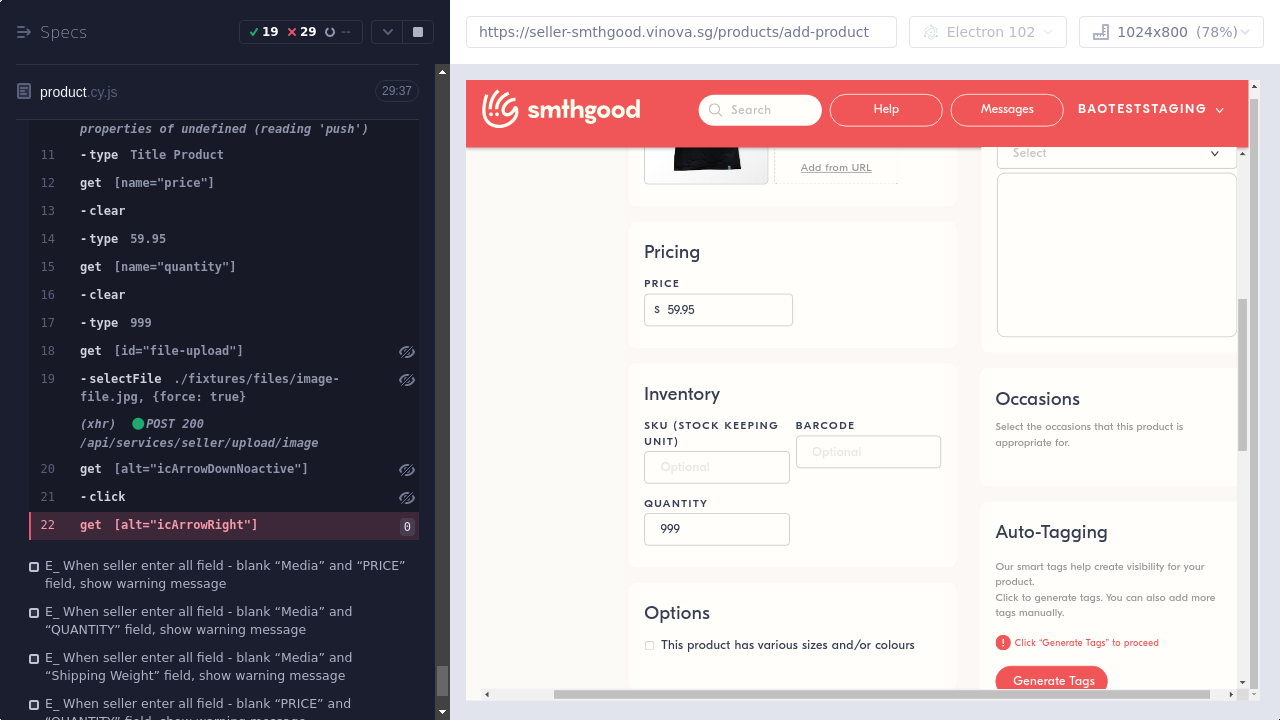 Specs
19
29
--
product.cy.js
29:37
properties of undefined (reading 'push')
11 -type Title Product
12 get [name="price"]
13 -clear
14 -type 59.95
15 get [name="quantity"]
16 -clear
17 -type 999
18 get [id="file-upload"]
19 -selectFile ./fixtures/files/image-
file.jpg, {force: true}
(xhr) POST 200
/api/services/seller/upload/image
20 get [alt="icArrowDownNoactive"]
21 -click
22 get [alt="icArrowRight"] 0
E_ When seller enter all field - blank “Media” and “PRICE”
field, show warning message
E_ When seller enter all field - blank “Media” and
“QUANTITY” field, show warning message
E_ When seller enter all field - blank “Media” and
“Shipping Weight” field, show warning message
E_ When seller enter all field - blank “PRICE” and
“QUANTITY” field, show warning message
https://seller-smthgood.vinova.sg/products/add-product
Electron 102
1024x800 (78%)
smthgood
Search
Help
Messages
BAOTESTSTAGING
Add from URL
Select
Pricing
PRICE
$ 59.95
Inventory
SKU (STOCK KEEPING
UNIT)
Optional
BARCODE
Optional
QUANTITY
999
Options
This product has various sizes and/or colours
Occasions
Select the occasions that this product is
appropriate for.
Auto-Tagging
Our smart tags help create visibility for your
product.
Click to generate tags. You can also add more
tags manually.
! Click “Generate Tags” to proceed
Generate Tags